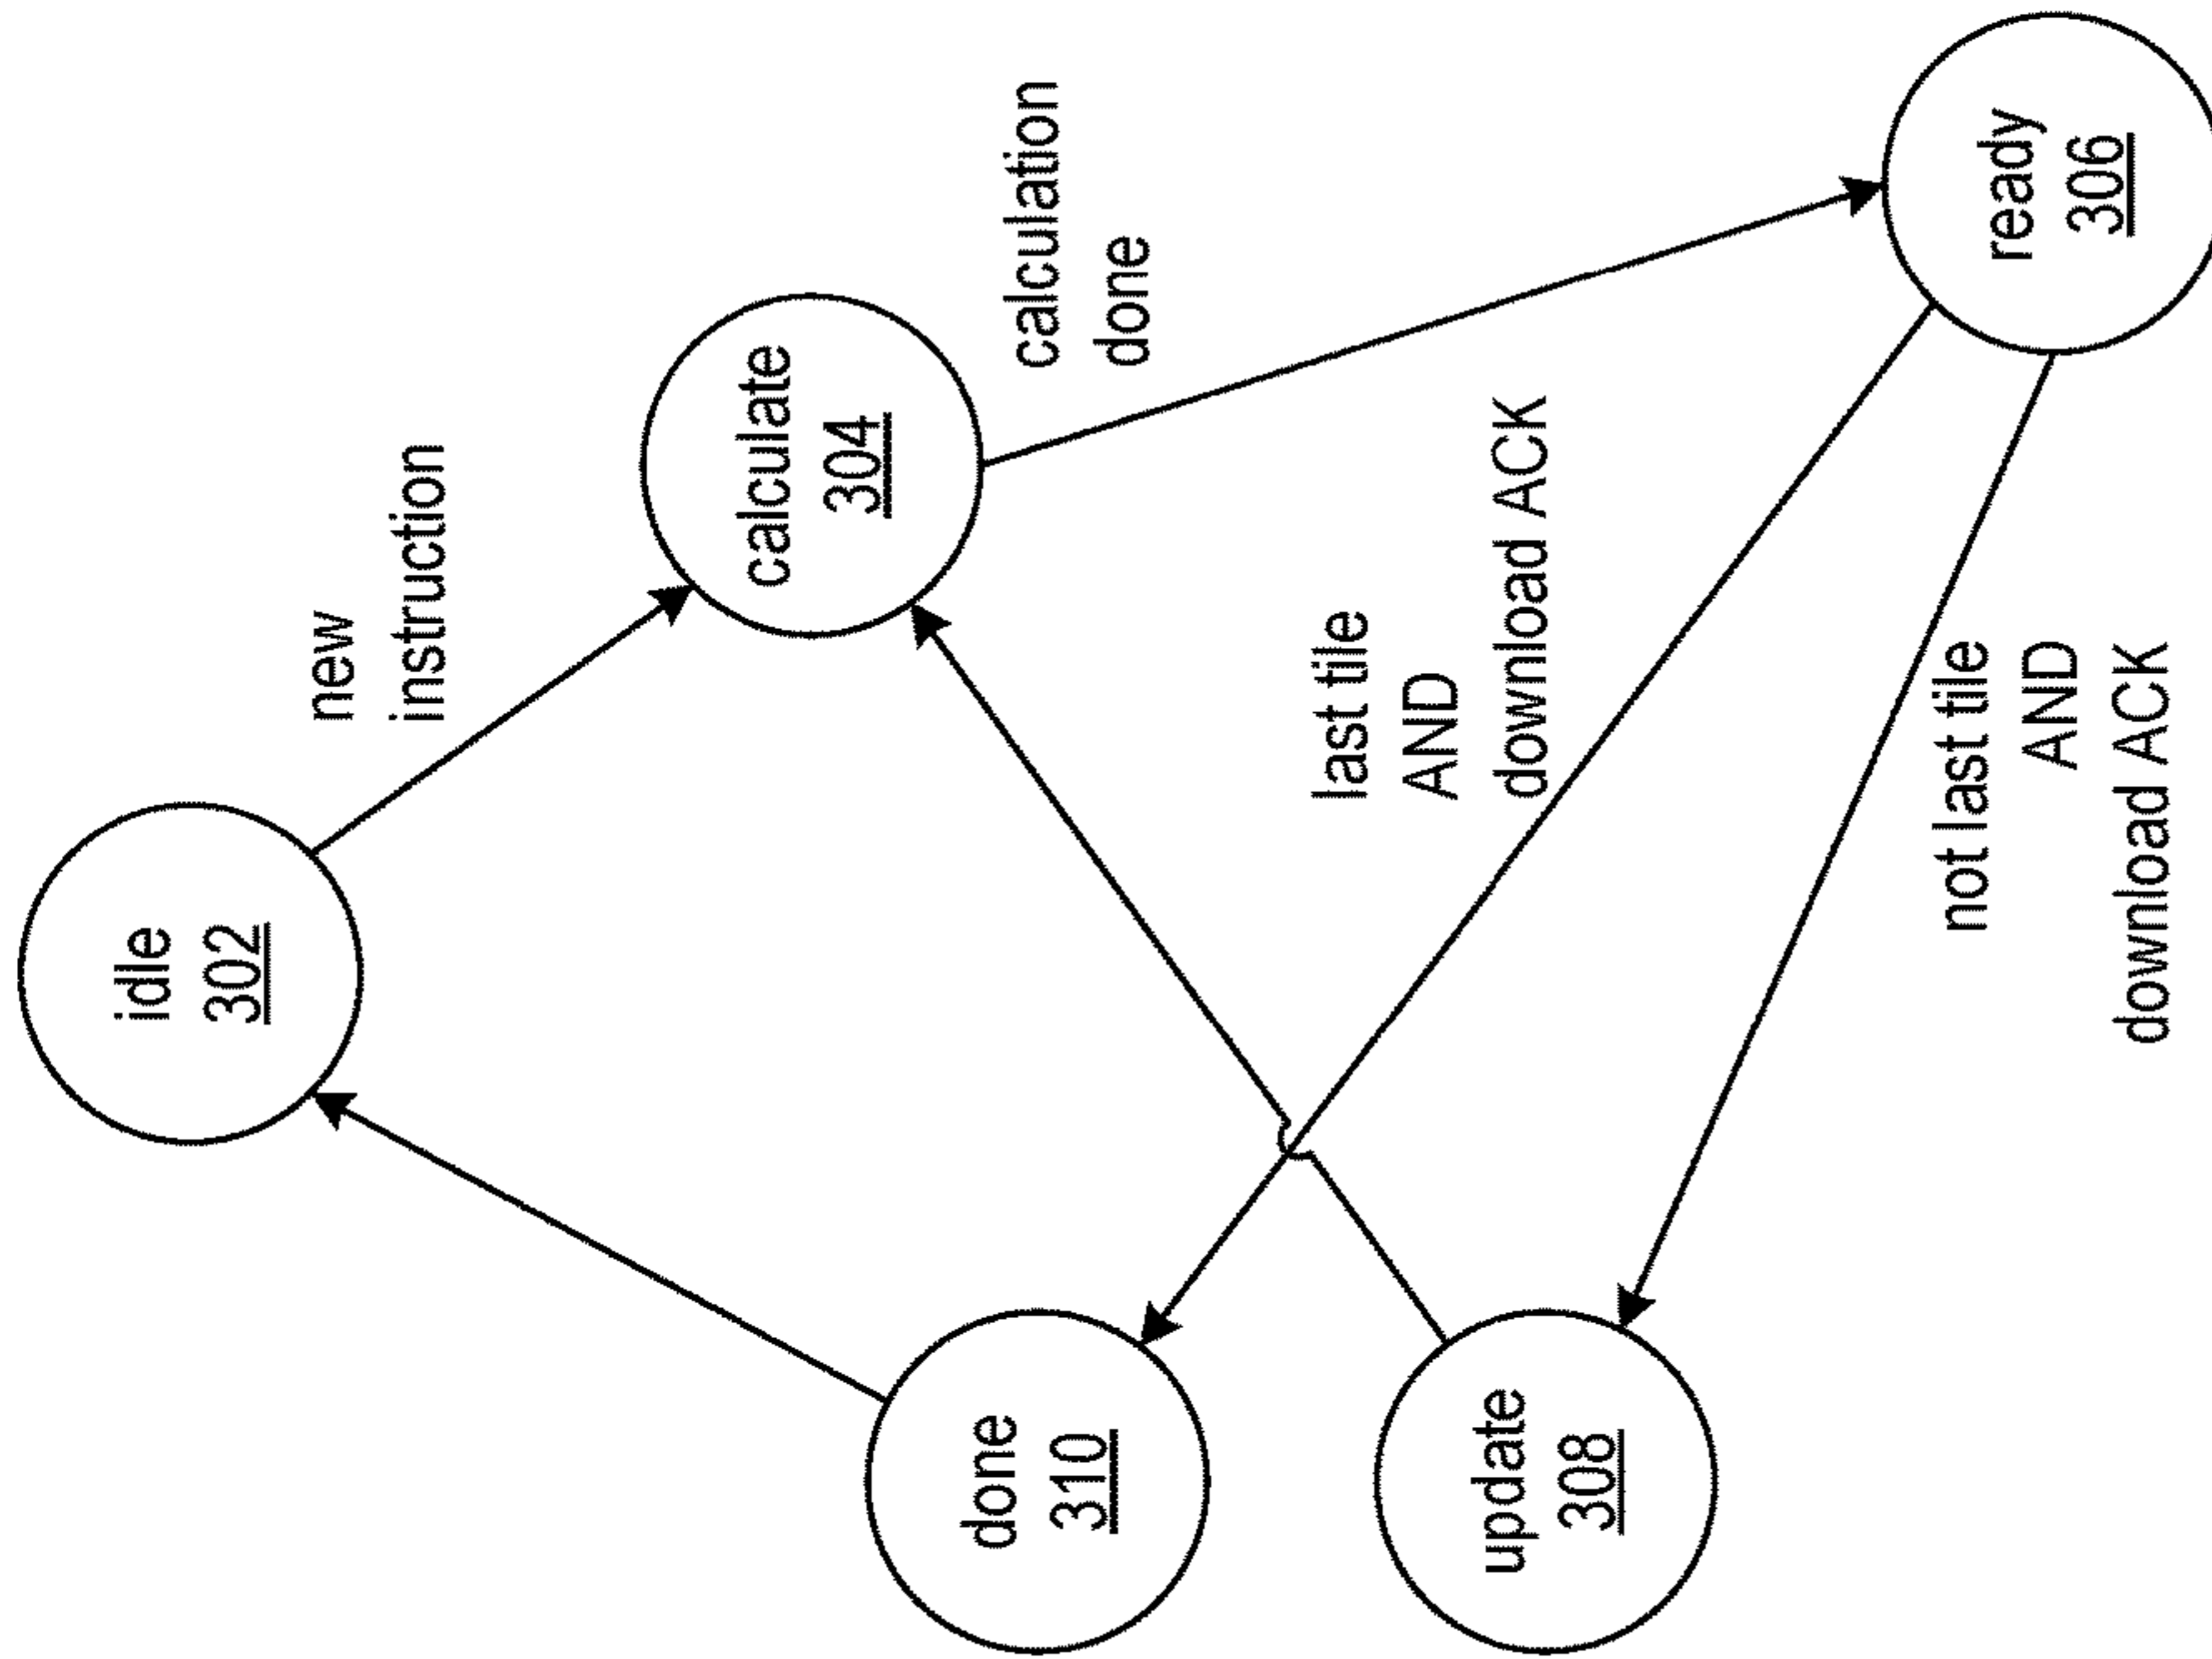 idle
302
new
instruction
calculate
304
calculation
done
done
310
last tile
AND
download ACK
update
308
not last tile
AND
download ACK
ready
306